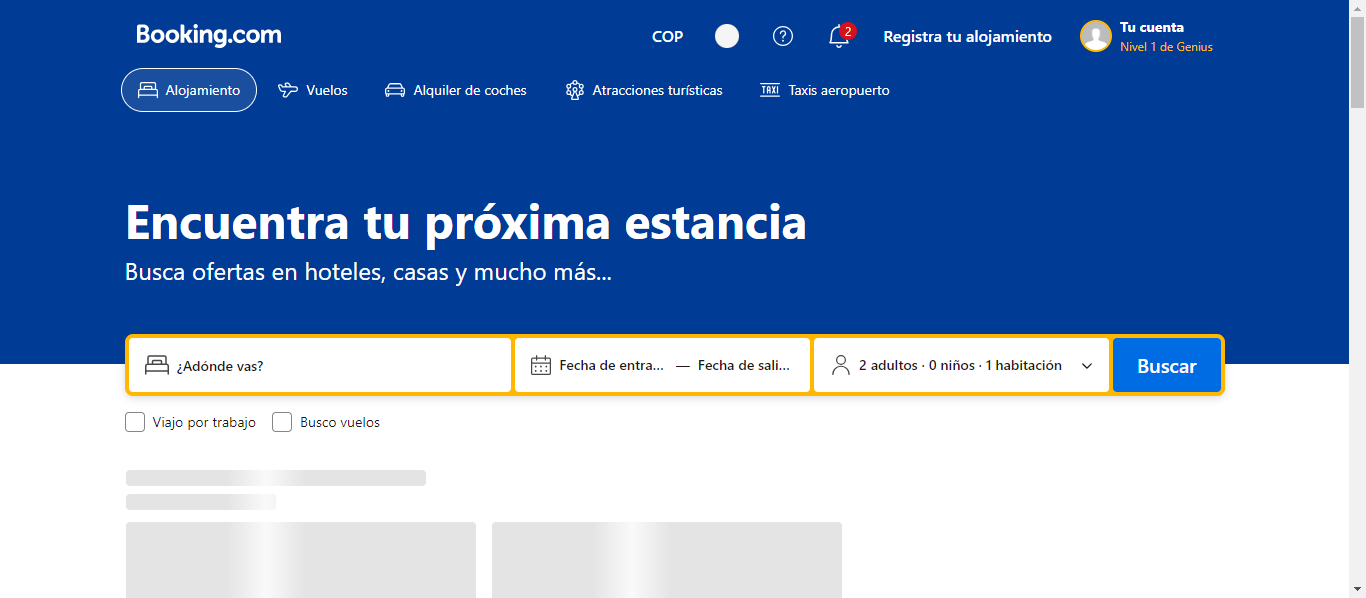 Booking.com
COP
2
Registra tu alojamiento
Tu cuenta
Nivel 1 de Genius
Alojamiento
Vuelos
Alquiler de coches
Atracciones turísticas
TAXI
Taxis aeropuerto
Encuentra tu próxima estancia
Busca ofertas en hoteles, casas y mucho más...
¿Adónde vas?
Fecha de entra... — Fecha de sali...
2 adultos · 0 niños · 1 habitación
Buscar
Viajo por trabajo
Busco vuelos